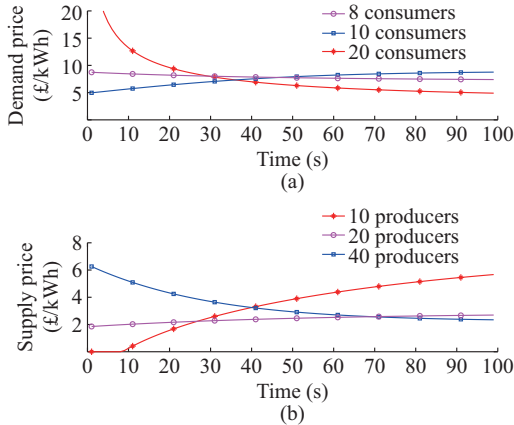 20
15
10
5
Demand price
(£/kWh)
8 consumers
10 consumers
20 consumers
0 10 20 30 40 50 60 70 80 90 100
Time (s)
(a)
8
6
4
2
Supply price
(£/kWh)
10 producers
20 producers
40 producers
0 10 20 30 40 50 60 70 80 90 100
Time (s)
(b)